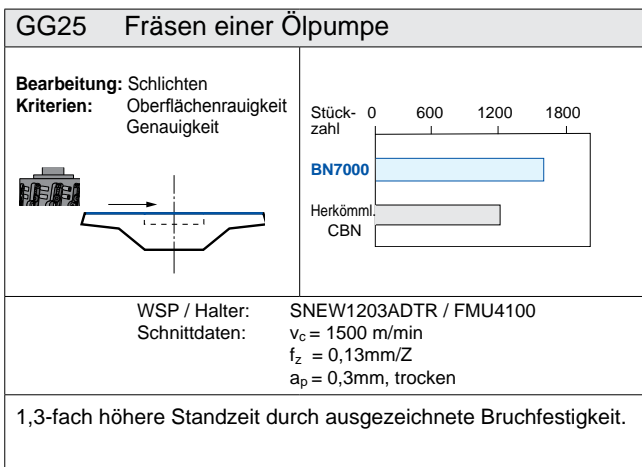 GG25 Fräsen einer Ölpumpe
Bearbeitung: Schlichten
Kriterien: Oberflächenrauigkeit
Genauigkeit
Stück- 0 600 1200 1800
zahl
BN7000
Herkömml.
CBN
WSP / Halter: SNEW1203ADTR / FMU4100
Schnittdaten: vc = 1500 m/min
fz = 0,13mm/Z
ap = 0,3mm, trocken
1,3-fach höhere Standzeit durch ausgezeichnete Bruchfestigkeit.